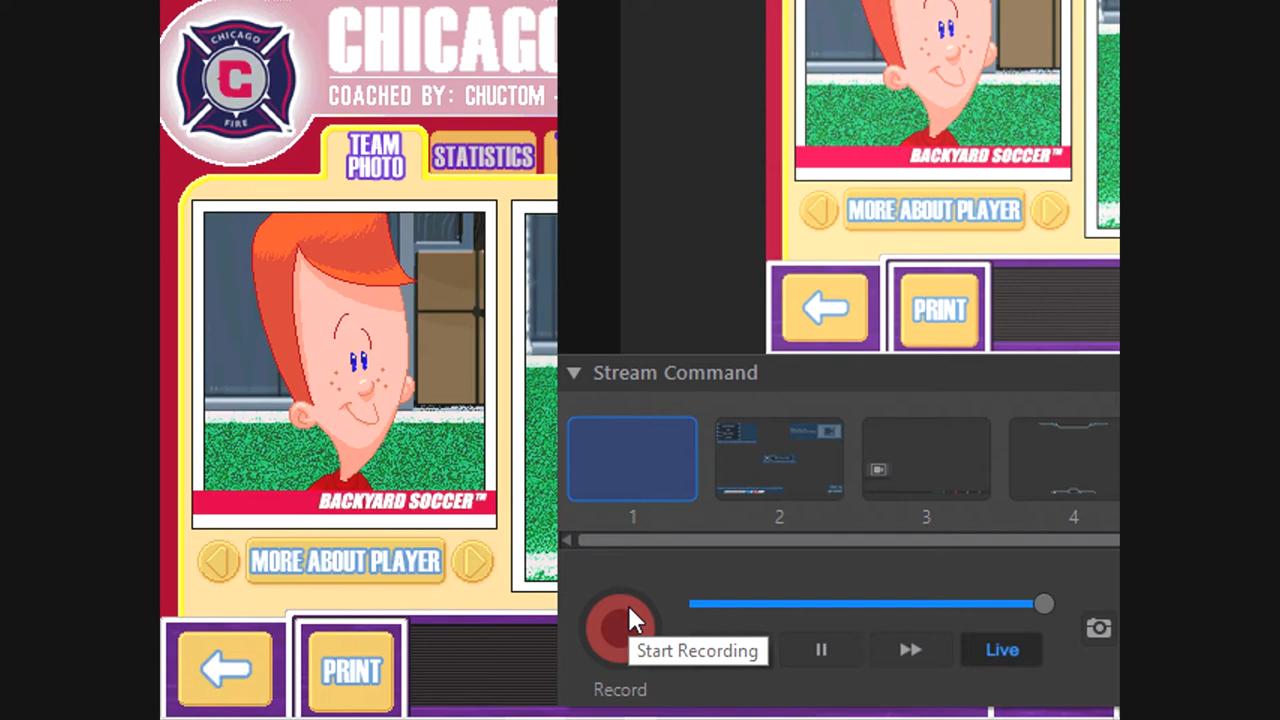 CHICAGO
C
FIRE
CHICAGO
COACHED BY: CHUCTOM -
TEAM
PHOTO
STATISTICS
BACKYARD SOCCER™
MORE ABOUT PLAYER
PRINT
BACKYARD SOCCER™
MORE ABOUT PLAYER
PRINT
Stream Command
1
2
3
4
Start Recording
Live
Record